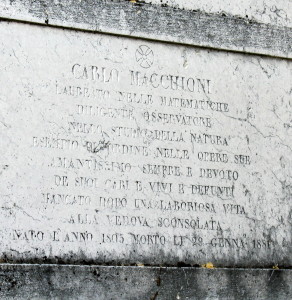 CARLO MACCHIONI
LAUREATO NELLE MATEMATICHE
DILIGENTE OSSERVATORE
NELLO STUDIO DELLA NATURA
ESEMPIO D'ORDINE NELLE OPERE SUE
AMANTISSIMO SEMPRE E DEVOTO
DE SUOI CARI E VIVI E DEFUNTI
MANCATO DOPO UNA LABORIOSA VITA
ALLA VEDOVA SCONSOLATA
NATO L'ANNO 1805 MORTO LI 29 GENNA